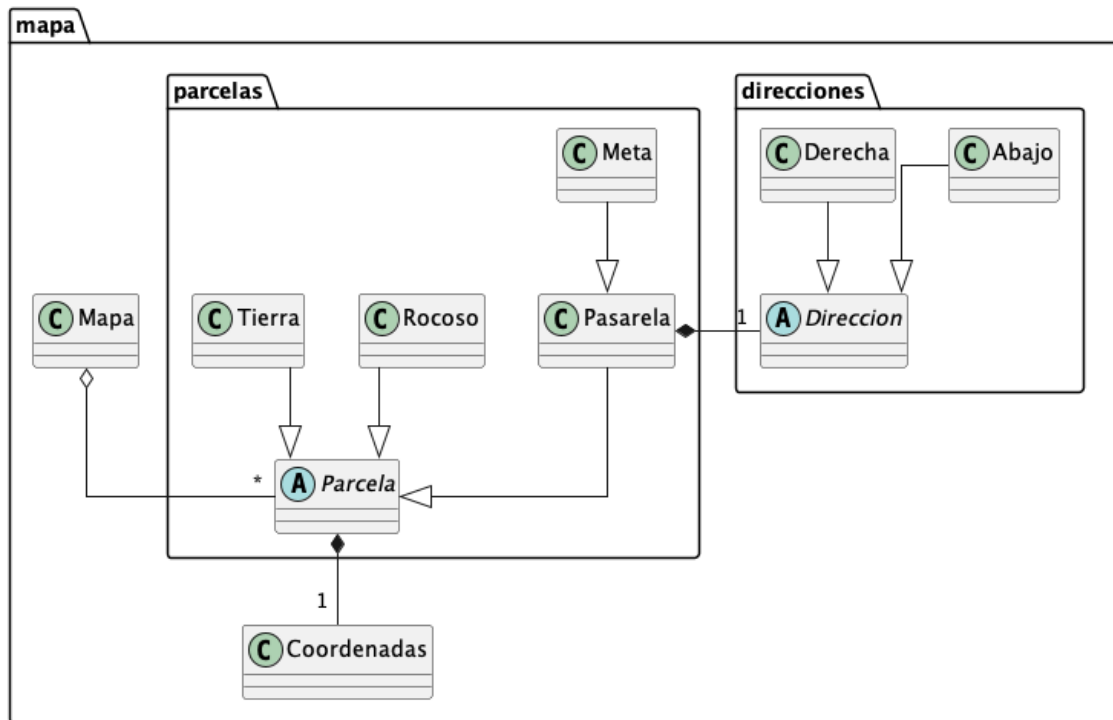 mapa
parcelas
direcciones
C Meta
C Derecha
C Abajo
C Mapa
C Tierra
C Rocoso
C Pasarela
1
A Direccion
*
A Parcela
1
C Coordenadas